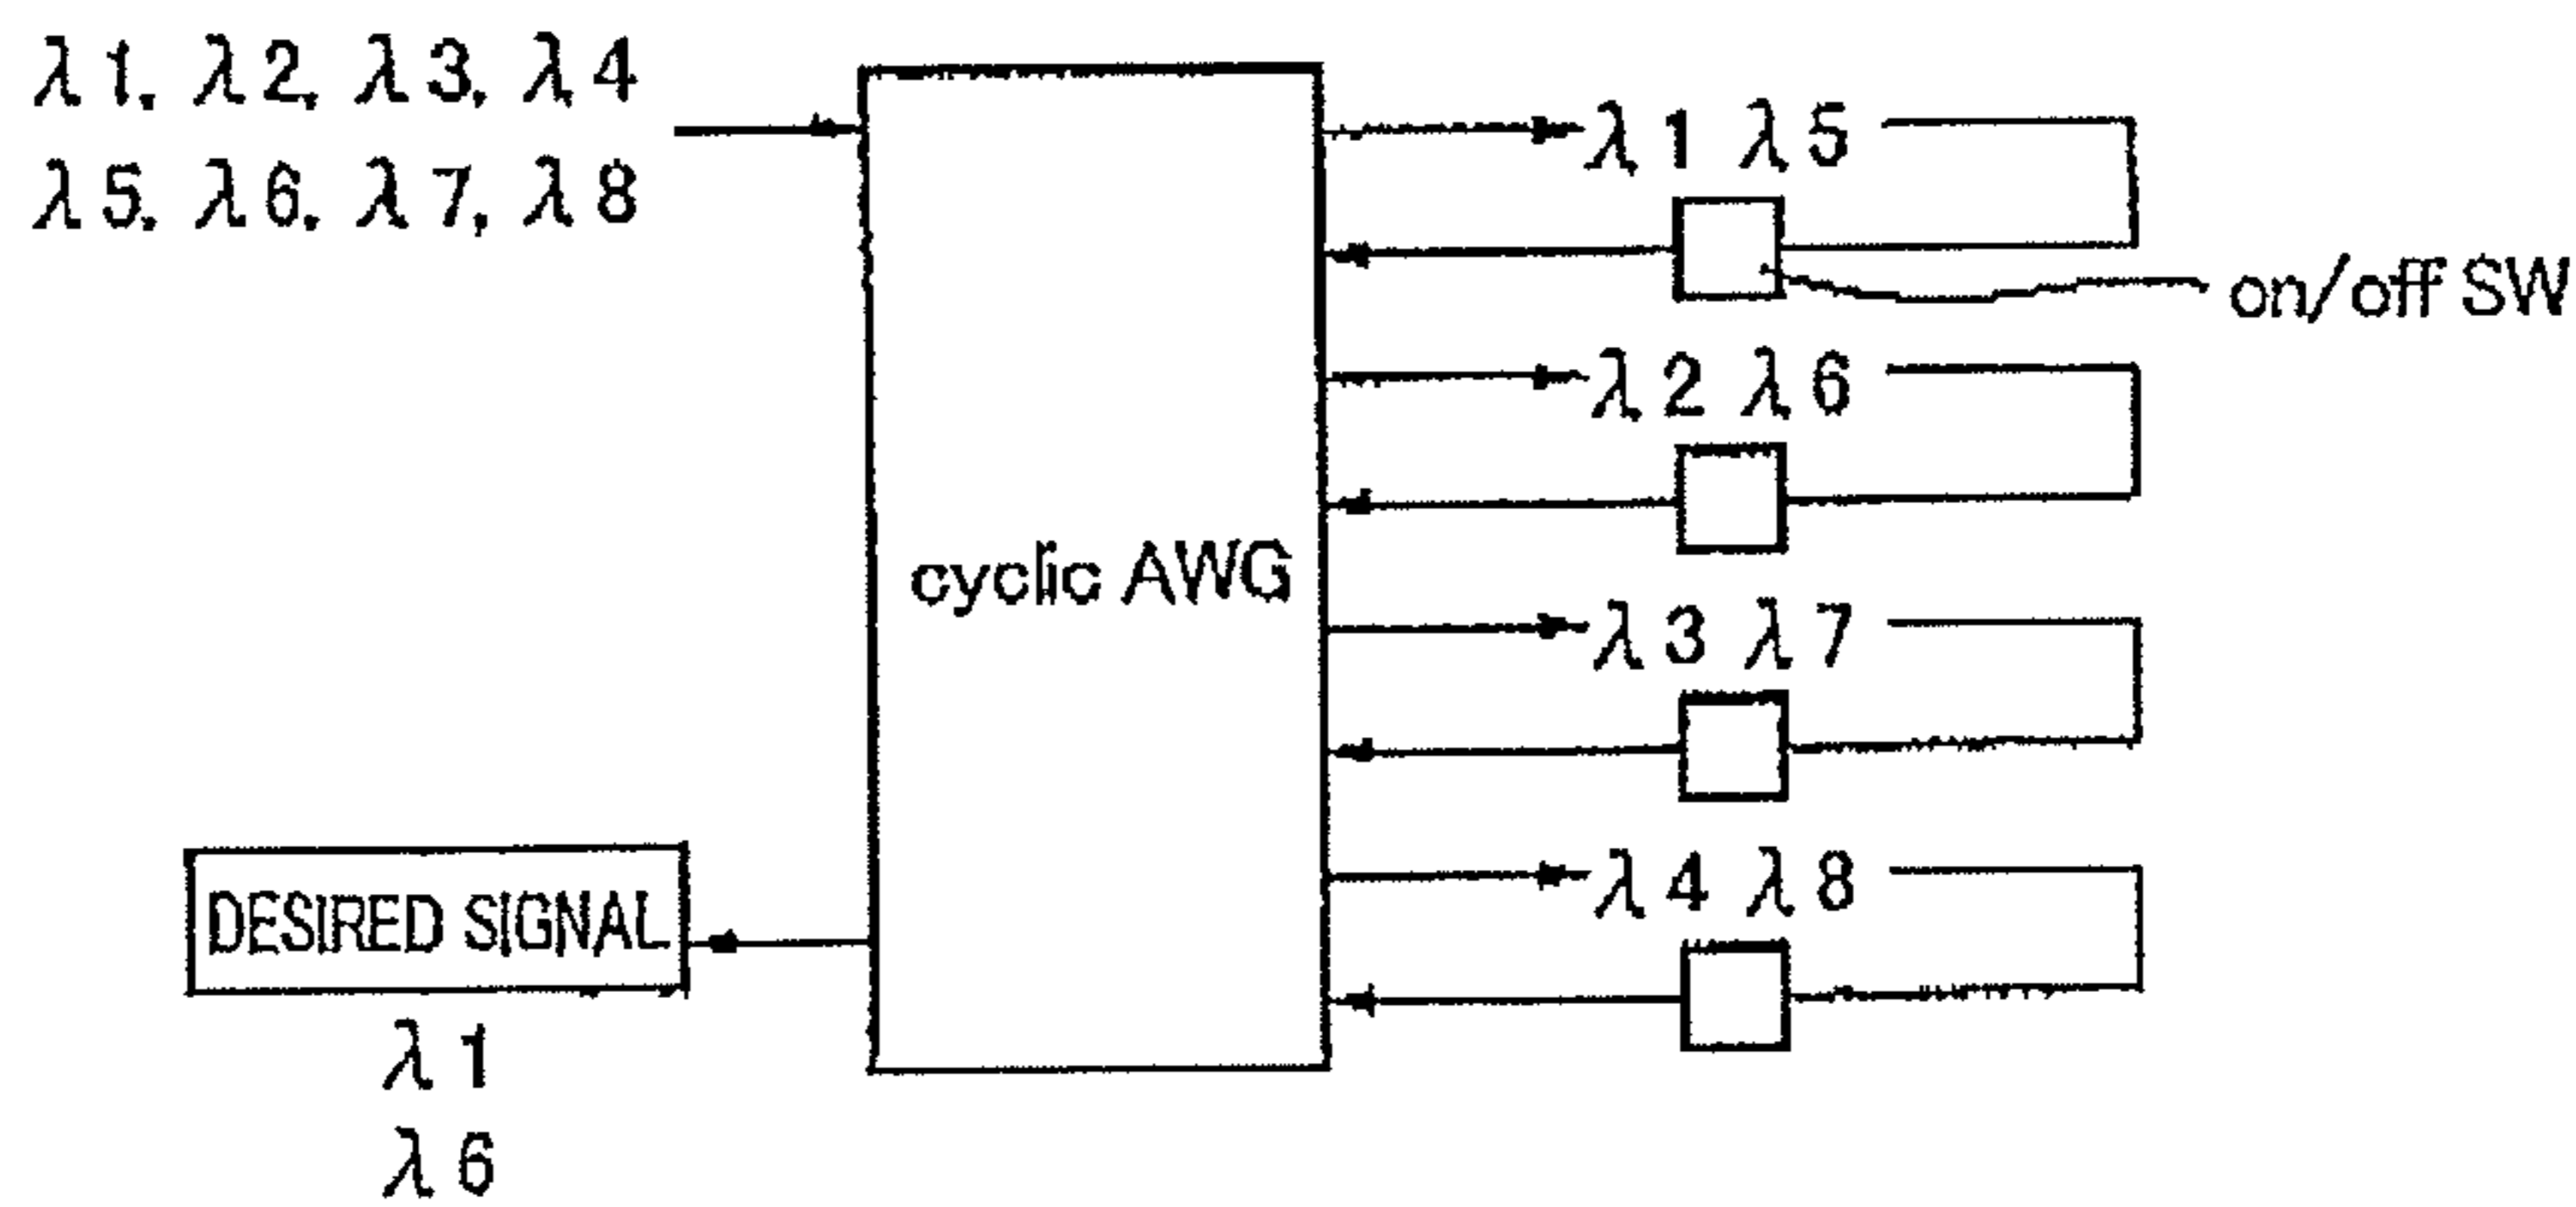 λ1, λ2, λ3, λ4
λ5, λ6, λ7, λ8
λ1 λ5
on/off SW
λ2 λ6
cyclic AWG
λ3 λ7
λ4 λ8
DESIRED SIGNAL
λ1
λ6